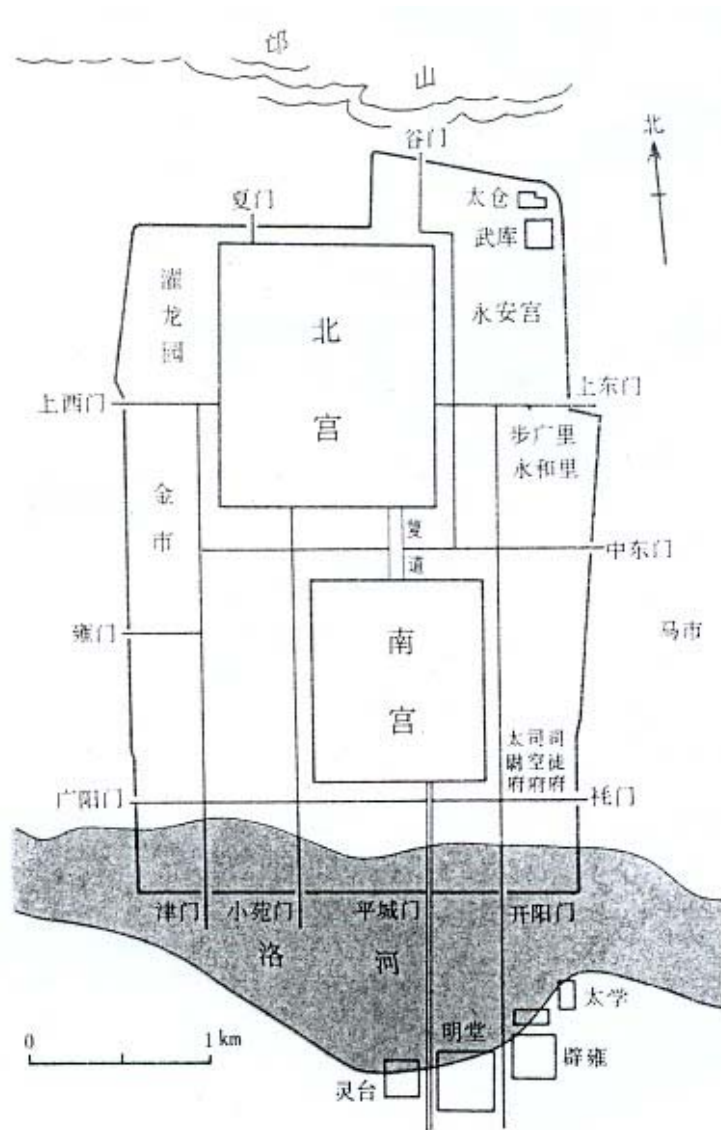 邙
山
谷门
北
太仓
夏门
武库
濯龙园
永安宫
北宫
上西门
上东门
步广里
永和里
金市
复道
中东门
雍门
马市
南宫
太尉府
司空府
司徒府
广阳门
耗门
津门
小苑门
平城门
开阳门
洛河
太学
0
1 km
明堂
辟雍
灵台